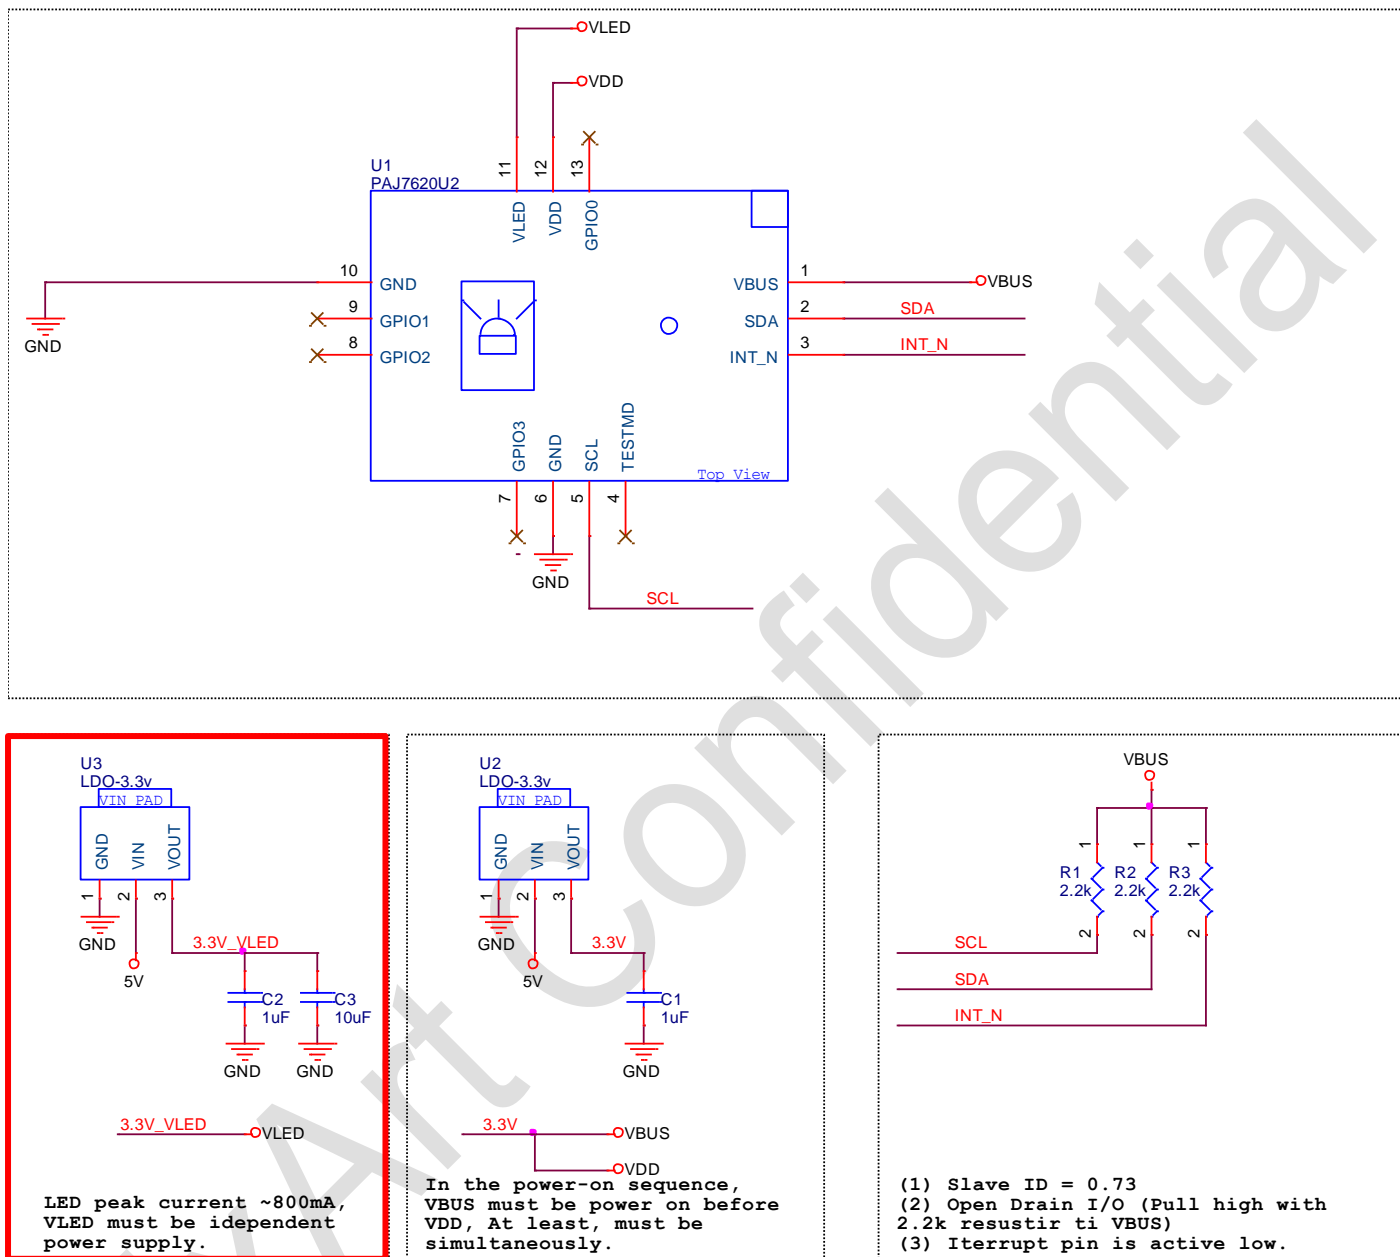 VLED
VDD
U1
PAJ7620U2
11
12
13
VLED
VDD
GPIO0
10
GND
VBUS
1
VBUS
9
GPIO1
SDA
2
SDA
GND
8
GPIO2
INT_N
3
INT_N
GPIO3
GND
SCL
TESTMD
Top View
7
6
5
4
-
GND
SCL
U3
LDO-3.3v
VIN PAD
GND
VIN
VOUT
1
2
3
GND
3.3V_VLED
5V
C2
1uF
C3
10uF
GND
GND
3.3V_VLED
VLED
LED peak current ~800mA,
VLED must be idependent
power supply.
U2
LDO-3.3v
VIN PAD
GND
VIN
VOUT
1
2
3
GND
3.3V
5V
C1
1uF
GND
3.3V
VBUS
VDD
In the power-on sequence,
VBUS must be power on before
VDD, At least, must be
simultaneously.
VBUS
1
1
1
R1
2.2k
R2
2.2k
R3
2.2k
2
2
2
SCL
SDA
INT_N
(1) Slave ID = 0.73
(2) Open Drain I/O (Pull high with
2.2k resustir ti VBUS)
(3) Iterrupt pin is active low.
xArt Confidential